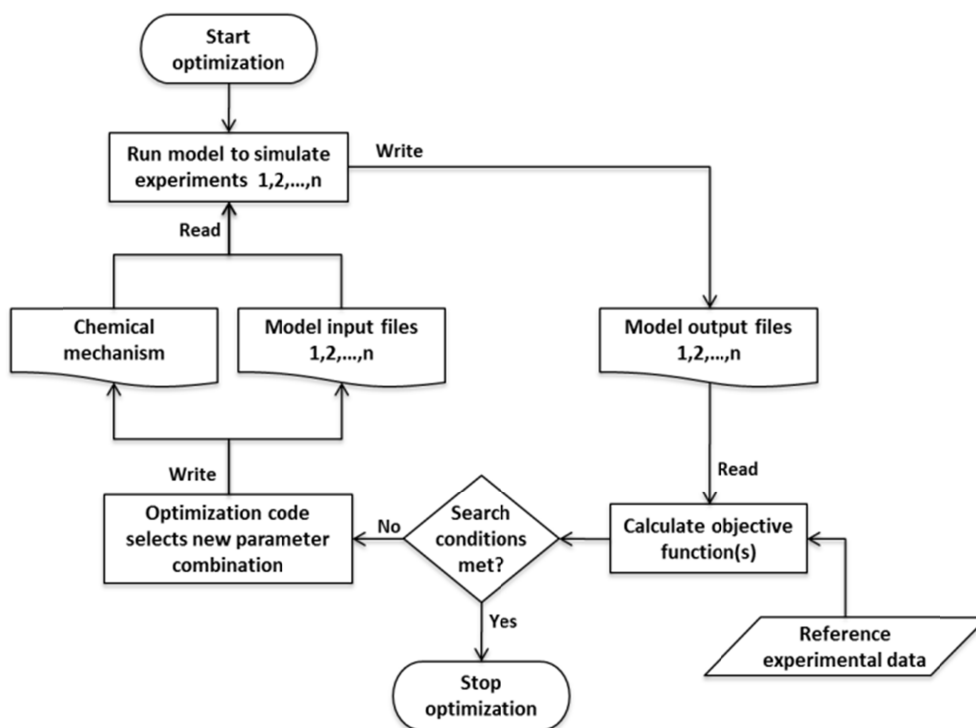 Start
optimization
Run model to simulate
experiments 1,2,...,n
Write
Read
Chemical
mechanism
Model input files
1,2,...,n
Model output files
1,2,...,n
Write
Read
Optimization code
selects new parameter
combination
No
Search
conditions
met?
Calculate objective
function(s)
Yes
Reference
experimental data
Stop
optimization